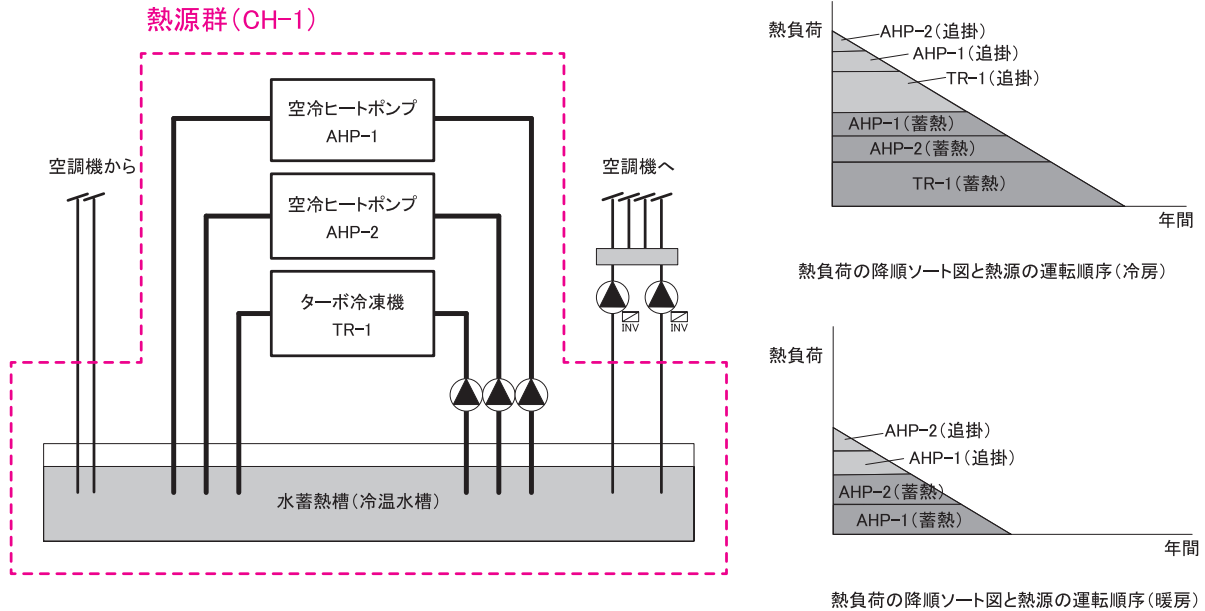 熱源群(CH-1)
空冷ヒートポンプ
AHP-1
空冷ヒートポンプ
AHP-2
ターボ冷凍機
TR-1
空調機から
空調機へ
INV
INV
水蓄熱槽(冷温水槽)
熱負荷
AHP-2(追掛)
AHP-1(追掛)
TR-1(追掛)
AHP-1(蓄熱)
AHP-2(蓄熱)
TR-1(蓄熱)
年間
熱負荷の降順ソート図と熱源の運転順序(冷房)
熱負荷
AHP-2(追掛)
AHP-1(追掛)
AHP-2(蓄熱)
AHP-1(蓄熱)
年間
熱負荷の降順ソート図と熱源の運転順序(暖房)